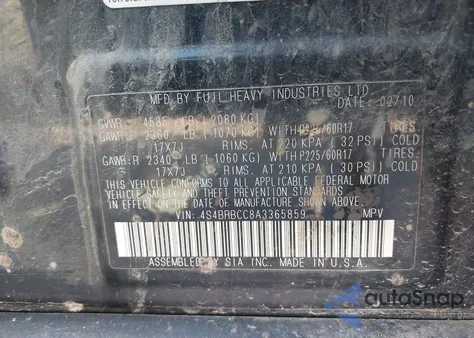 MFD. BY FUJI HEAVY INDUSTRIES LTD.
DATE: 02/10
GVWR: 4585 LB (2080 KG)
GAWR:F 2360 LB (1070 KG) WITH P225/60R17 TIRES
17X7J RIMS, AT 220 KPA ( 32 PSI) COLD
GAWR:R 2340 LB (1060 KG) WITH P225/60R17 TIRES.
17X7J RIMS, AT 210 KPA ( 30 PSI) COLD
THIS VEHICLE CONFORMS TO ALL APPLICABLE FEDERAL MOTOR
VEHICLE SAFETY AND THEFT PREVENTION STANDARDS
IN EFFECT ON THE DATE OF MANUFACTURE SHOWN ABOVE.
VIN: 4S4BRBCC8A3365859 MPV
ASSEMBLED BY SIA INC. MADE IN U.S.A.
autoSnap